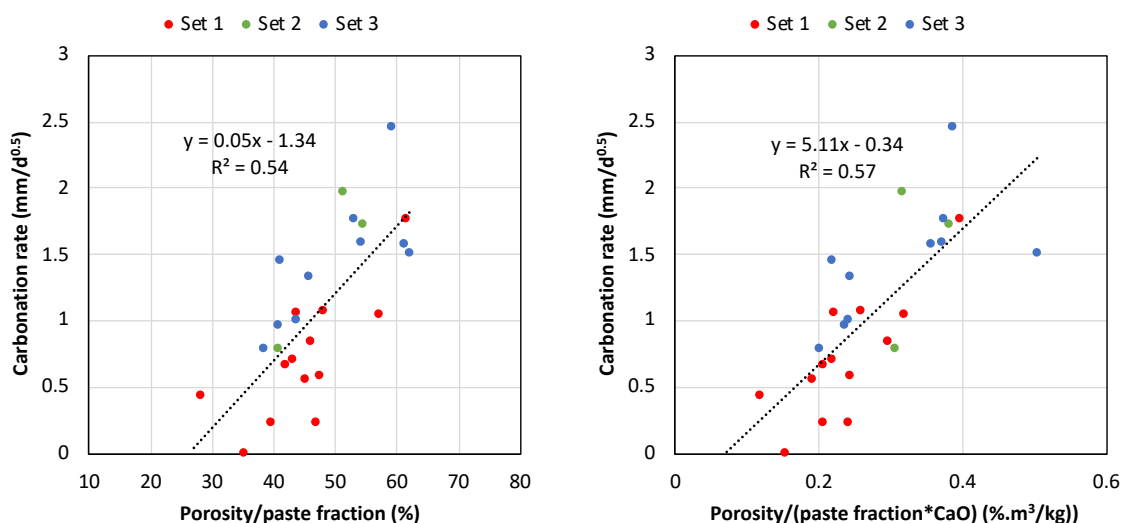 Set 1 Set 2 Set 3
3
2.5
2
1.5
1
0.5
0
Carbonation rate (mm/d^0.5)
y = 0.05x - 1.34
R² = 0.54
10 20 30 40 50 60 70 80
Porosity/paste fraction (%)
Set 1 Set 2 Set 3
3
2.5
2
1.5
1
0.5
0
Carbonation rate (mm/d^0.5)
y = 5.11x - 0.34
R² = 0.57
0 0.2 0.4 0.6
Porosity/(paste fraction*CaO) (%.m³/kg))